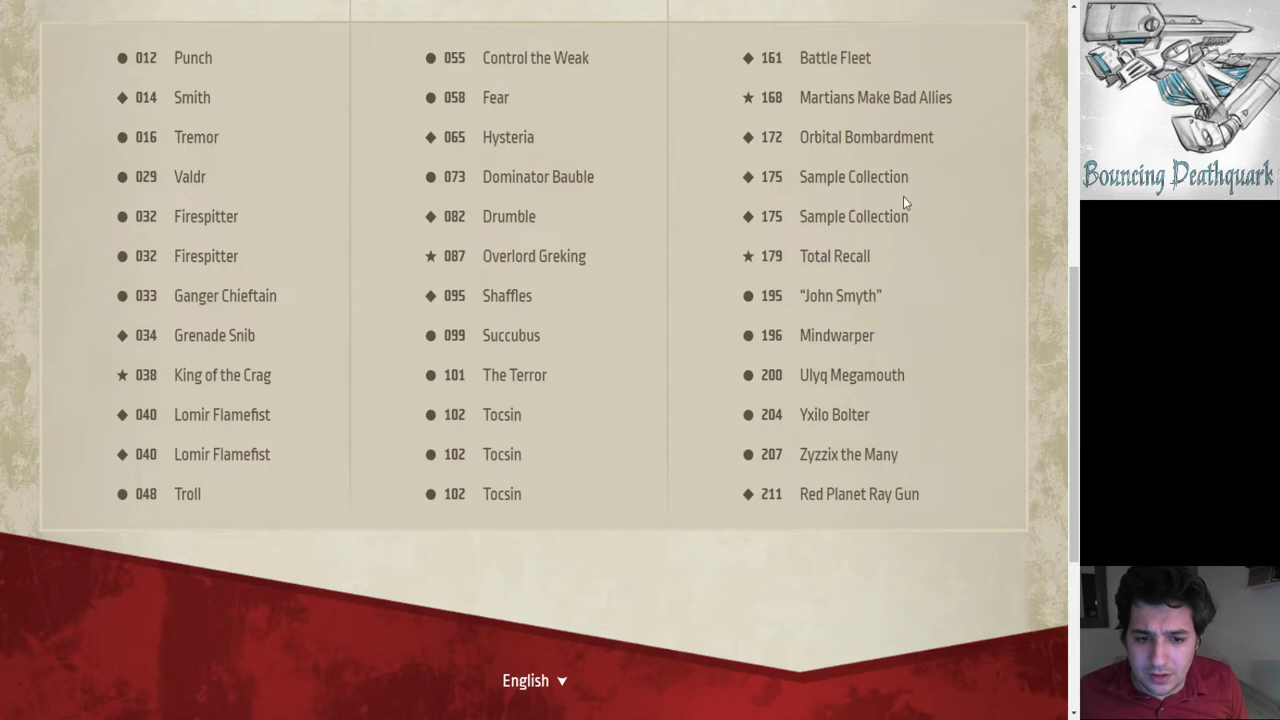 ● 012 Punch
◆ 014 Smith
● 016 Tremor
● 029 Valdr
● 032 Firespitter
● 032 Firespitter
● 033 Ganger Chieftain
◆ 034 Grenade Snib
★ 038 King of the Crag
◆ 040 Lomir Flamefist
◆ 040 Lomir Flamefist
● 048 Troll
● 055 Control the Weak
● 058 Fear
◆ 065 Hysteria
● 073 Dominator Bauble
◆ 082 Drumble
★ 087 Overlord Greking
◆ 095 Shaffles
● 099 Succubus
● 101 The Terror
● 102 Tocsin
● 102 Tocsin
● 102 Tocsin
◆ 161 Battle Fleet
★ 168 Martians Make Bad Allies
◆ 172 Orbital Bombardment
◆ 175 Sample Collection
◆ 175 Sample Collection
★ 179 Total Recall
● 195 “John Smyth”
● 196 Mindwarper
● 200 Ulyq Megamouth
● 204 Yxilo Bolter
● 207 Zyzzix the Many
◆ 211 Red Planet Ray Gun
English ▼
Bouncing Deathquark